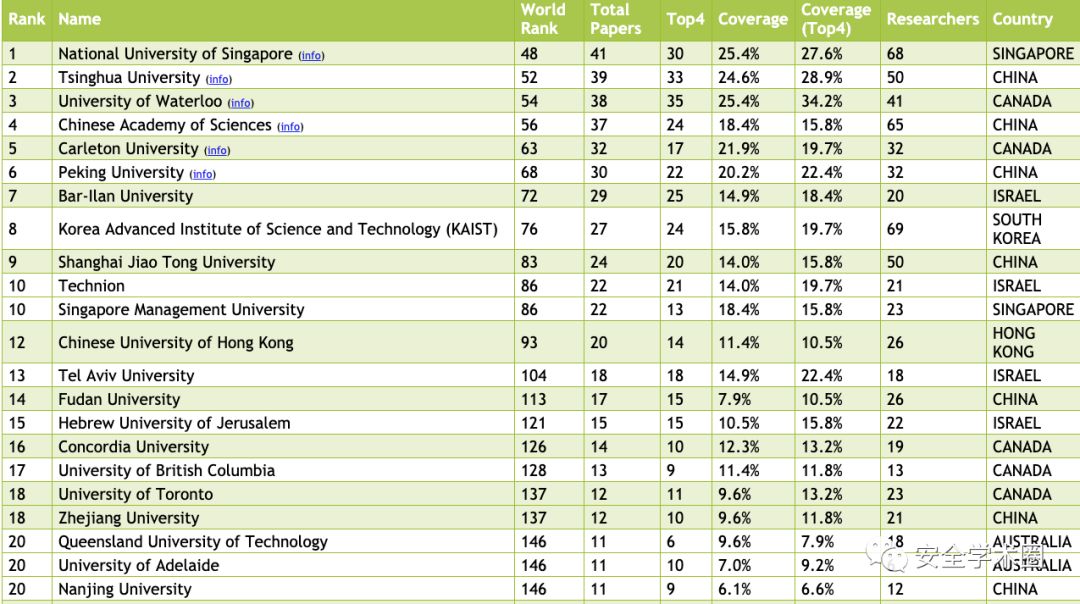 Rank Name World Rank Total Papers Top4 Coverage Coverage (Top4) Researchers Country
1 National University of Singapore (info) 48 41 30 25.4% 27.6% 68 SINGAPORE
2 Tsinghua University (info) 52 39 33 24.6% 28.9% 50 CHINA
3 University of Waterloo (info) 54 38 35 25.4% 34.2% 41 CANADA
4 Chinese Academy of Sciences (info) 56 37 24 18.4% 15.8% 65 CHINA
5 Carleton University (info) 63 32 17 21.9% 19.7% 32 CANADA
6 Peking University (info) 68 30 22 20.2% 22.4% 32 CHINA
7 Bar-Ilan University 72 29 25 14.9% 18.4% 20 ISRAEL
8 Korea Advanced Institute of Science and Technology (KAIST) 76 27 24 15.8% 19.7% 69 SOUTH KOREA
9 Shanghai Jiao Tong University 83 24 20 14.0% 15.8% 50 CHINA
10 Technion 86 22 21 14.0% 19.7% 21 ISRAEL
10 Singapore Management University 86 22 13 18.4% 15.8% 23 SINGAPORE
12 Chinese University of Hong Kong 93 20 14 11.4% 10.5% 26 HONG KONG
13 Tel Aviv University 104 18 18 14.9% 22.4% 18 ISRAEL
14 Fudan University 113 17 15 7.9% 10.5% 26 CHINA
15 Hebrew University of Jerusalem 121 15 15 10.5% 15.8% 22 ISRAEL
16 Concordia University 126 14 10 12.3% 13.2% 19 CANADA
17 University of British Columbia 128 13 9 11.4% 11.8% 13 CANADA
18 University of Toronto 137 12 11 9.6% 13.2% 23 CANADA
18 Zhejiang University 137 12 10 9.6% 11.8% 21 CHINA
20 Queensland University of Technology 146 11 6 9.6% 7.9% 18 AUSTRALIA
20 University of Adelaide 146 11 10 7.0% 9.2% AUSTRALIA
20 Nanjing University 146 11 9 6.1% 6.6% 12 CHINA
安全学术圈